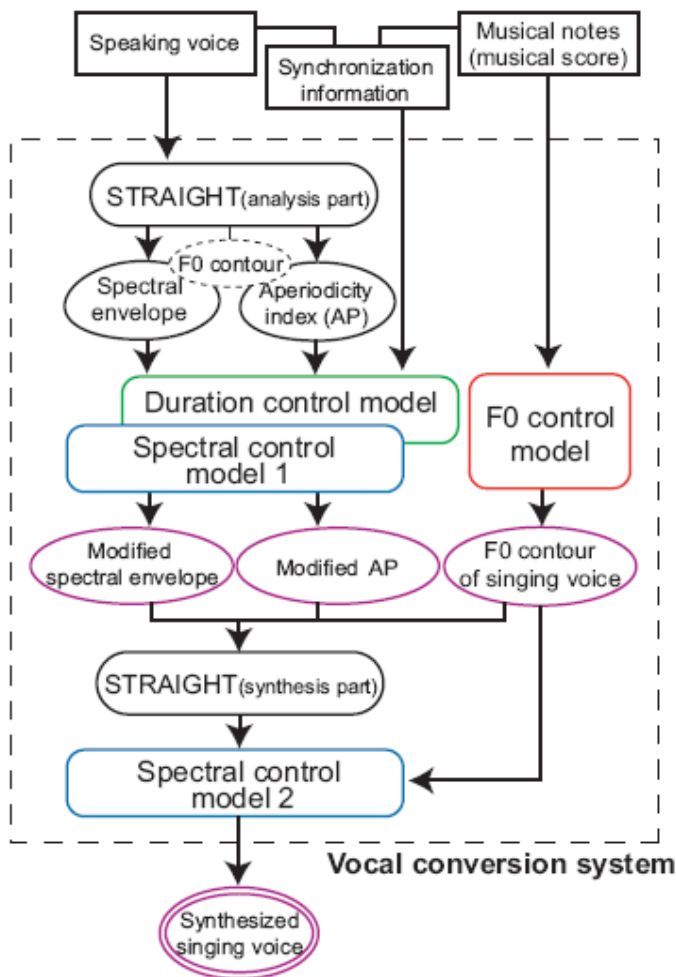 Speaking voice
Synchronization
information
Musical notes
(musical score)
STRAIGHT(analysis part)
F0 contour
Spectral
envelope
Aperiodicity
index (AP)
Duration control model
Spectral control
model 1
F0 control
model
Modified
spectral envelope
Modified AP
F0 contour
of singing voice
STRAIGHT(synthesis part)
Spectral control
model 2
Vocal conversion system
Synthesized
singing voice